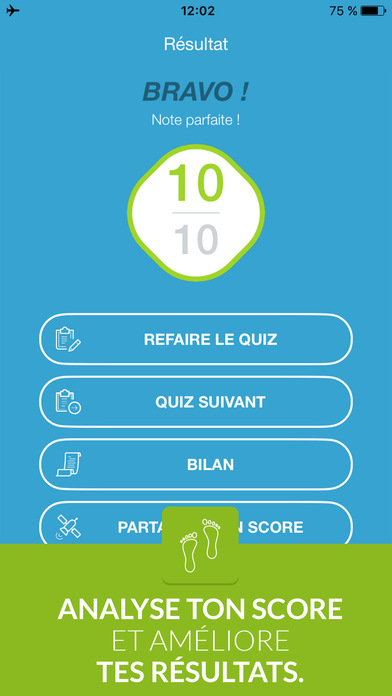 12:02
75 %
Résultat
BRAVO !
Note parfaite !
10
10
REFAIRE LE QUIZ
QUIZ SUIVANT
BILAN
PARTA N SCORE
ANALYSE TON SCORE
ET AMÉLIORE
TES RÉSULTATS.